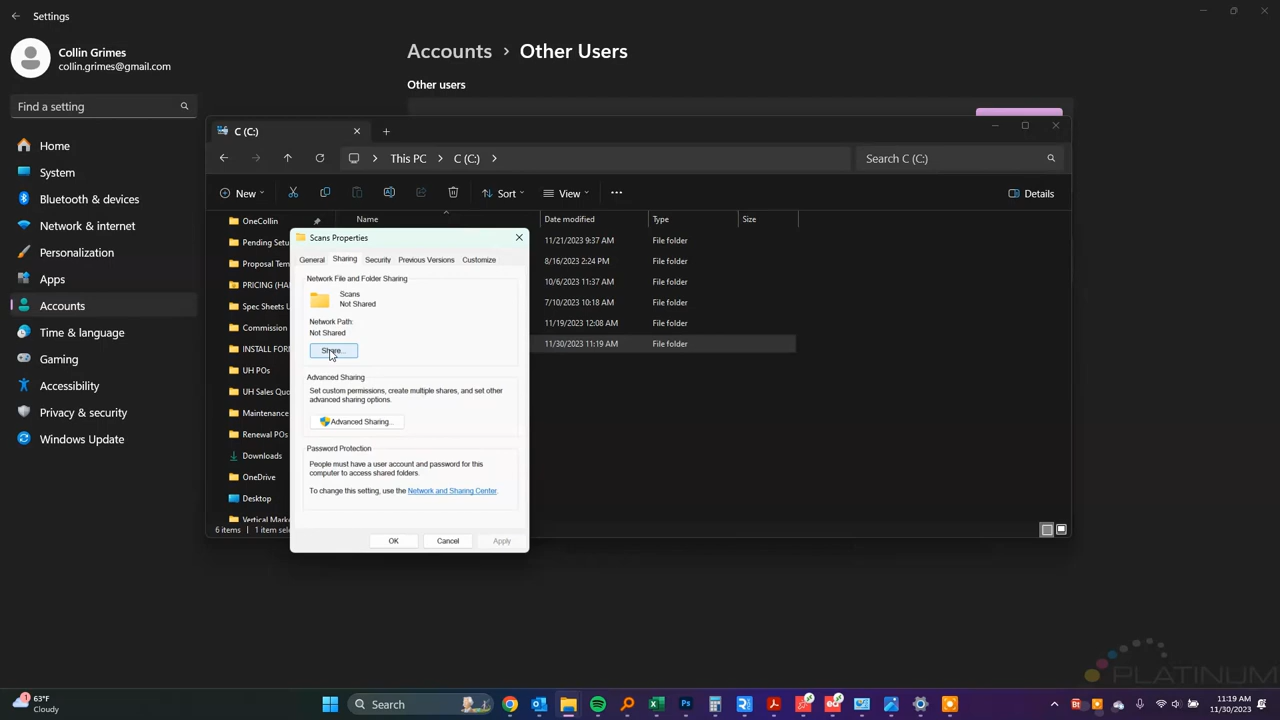 Settings
Collin Grimes
collin.grimes@gmail.com
Find a setting
Home
System
Bluetooth & devices
Network & internet
Personalization
Apps
Accounts
Time & language
Gaming
Accessibility
Privacy & security
Windows Update
Accounts > Other Users
Other users
C (C:)
This PC > C (C:) >
Search C (C:)
New
Sort
View
Details
Name
Date modified
Type
Size
OneCollin
Pending Setu
Proposal Tem
PRICING (HA
Spec Sheets U
Commission
INSTALL FORM
UH POs
UH Sales Quo
Maintenance
Renewal POs
Downloads
OneDrive
Desktop
Vertical Mark
11/21/2023 9:37 AM File folder
8/16/2023 2:24 PM File folder
10/6/2023 11:37 AM File folder
7/10/2023 10:18 AM File folder
11/19/2023 12:08 AM File folder
11/30/2023 11:19 AM File folder
6 items
1 item sele
Scans Properties
General Sharing Security Previous Versions Customize
Network File and Folder Sharing
Scans
Not Shared
Network Path:
Not Shared
Share...
Advanced Sharing
Set custom permissions, create multiple shares, and set other
advanced sharing options.
Advanced Sharing...
Password Protection
People must have a user account and password for this
computer to access shared folders.
To change this setting, use the Network and Sharing Center.
OK
Cancel
Apply
PLATINUM
1
63°F
Cloudy
Search
11:19 AM
11/30/2023